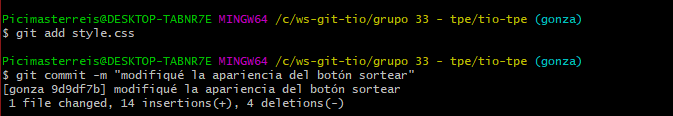 Picimasterreis@DESKTOP-TABNR7E MINGW64 /c/ws-git-tio/grupo 33 - tpe/tio-tpe (gonza)
$ git add style.css
Picimasterreis@DESKTOP-TABNR7E MINGW64 /c/ws-git-tio/grupo 33 - tpe/tio-tpe (gonza)
$ git commit -m "modifiqué la apariencia del botón sortear"
[gonza 9d9df7b] modifiqué la apariencia del botón sortear
 1 file changed, 14 insertions(+), 4 deletions(-)